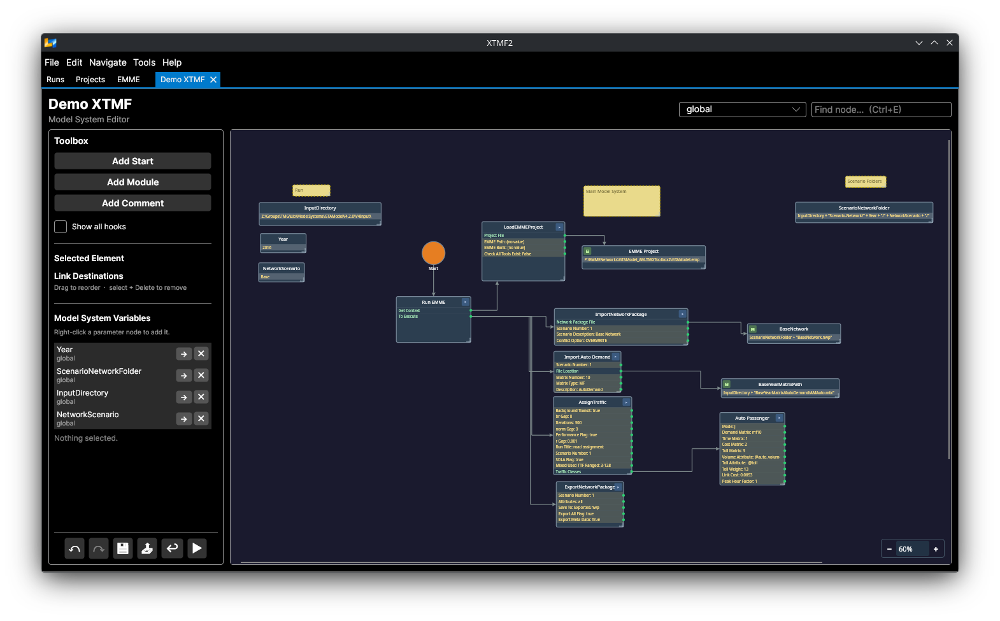 XTMF2
File Edit Navigate Tools Help
Runs Projects EMME Demo XTMF
Demo XTMF
Model System Editor
global
Find node... (Ctrl+E)
Toolbox
Add Start
Add Module
Add Comment
Show all hooks
Selected Element
Link Destinations
Drag to reorder · select + Delete to remove
Model System Variables
Right-click a parameter node to add it.
Year
global
ScenarioNetworkFolder
global
InputDirectory
global
NetworkScenario
global
Nothing selected.
Run
InputDirectory
Z:\Groups\TMG\Lib\ModelSystems\GTAModelV4.2.0\V4Input\
Year
2016
NetworkScenario
Base
Start
Run EMME
Get Context
To Execute
Main Model System
LoadEMMEProject
Project File
EMME Path: (no value)
EMME Bank: (no value)
Check All Tools Exist: False
EMME Project
P:\EMMENetworks\GTAModel_AM-TMGToolbox2\GTAModel.emp
Scenario Folders
ScenarioNetworkFolder
InputDirectory + "Scenario-Network/" + Year + "/" + NetworkScenario + "/"
ImportNetworkPackage
Network Package File
Scenario Number: 1
Scenario Description: Base Network
Conflict Option: OVERWRITE
BaseNetwork
ScenarioNetworkFolder + "BaseNetwork.nwp"
Import Auto Demand
Scenario Number: 1
File Location
Matrix Number: 10
Matrix Type: MF
Description: AutoDemand
BaseYearMatrixPath
InputDirectory + "BaseYearMatrix/AutoDemand/AMAuto.mtx"
AssignTraffic
Background Transit: true
br Gap: 0
Iterations: 300
norm Gap: 0
Performance Flag: true
r Gap: 0.001
Run Title: road assignment
Scenario Number: 1
SOLA Flag: true
Mixed Used TTF Ranged: 3-128
Traffic Classes
Auto Passenger
Mode: j
Demand Matrix: mf10
Time Matrix: 1
Cost Matrix: 2
Toll Matrix: 3
Volume Attribute: @auto_volum
Toll Attribute: @toll
Toll Weight: 13
Link Cost: 0.0653
Peak Hour Factor: 1
ExportNetworkPackage
Scenario Number: 1
Attributes: all
Save To: Exported.nwp
Export All Flag: true
Export Meta Data: True
60%